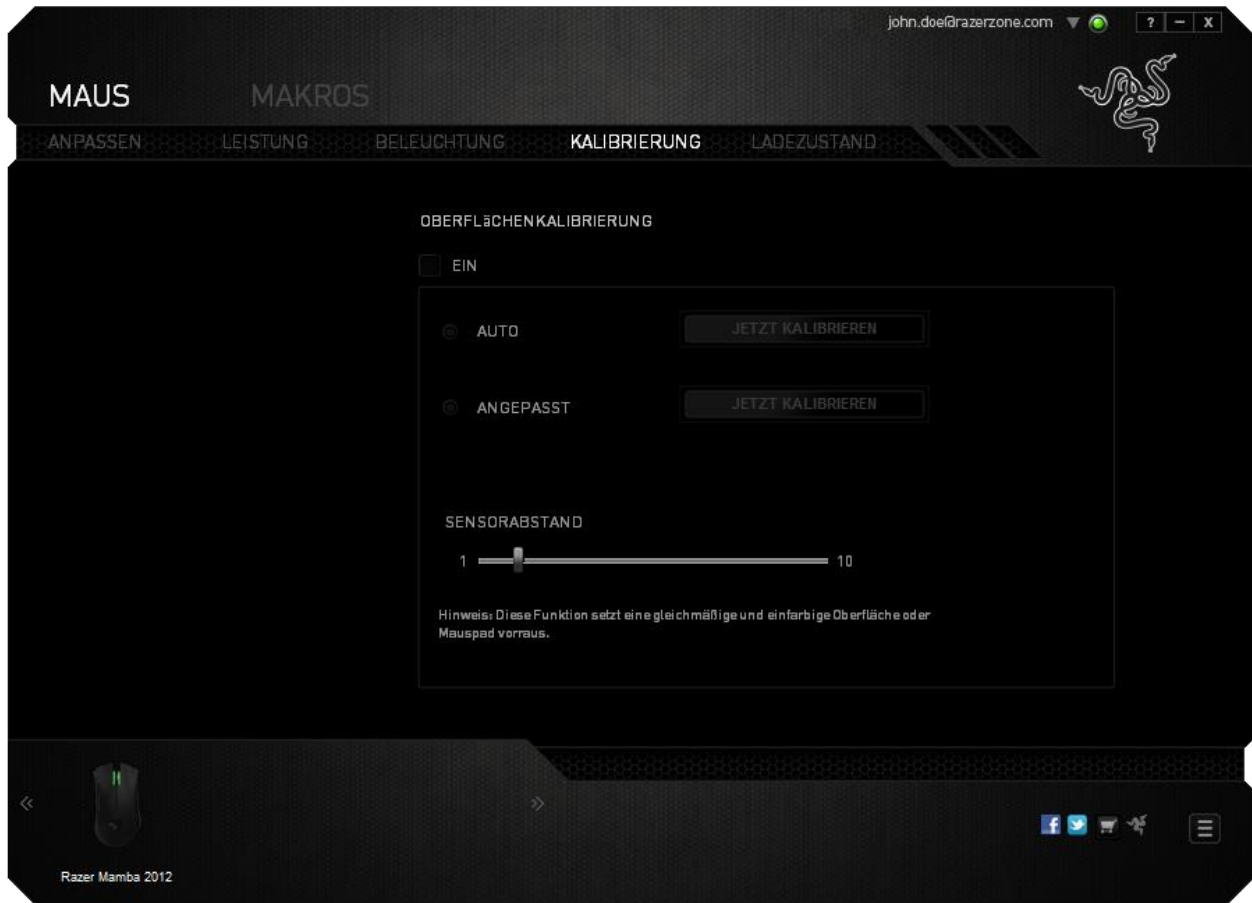 john.doe@razerzone.com
? – X
MAUS MAKROS
ANPASSEN LEISTUNG BELEUCHTUNG KALIBRIERUNG LADEZUSTAND
OBERFLäCHENKALIBRIERUNG
EIN
AUTO JETZT KALIBRIEREN
ANGEPASST JETZT KALIBRIEREN
SENSORABSTAND
1 10
Hinweis: Diese Funktion setzt eine gleichmäßige und einfarbige Oberfläche oder
Mauspad vorraus.
Razer Mamba 2012